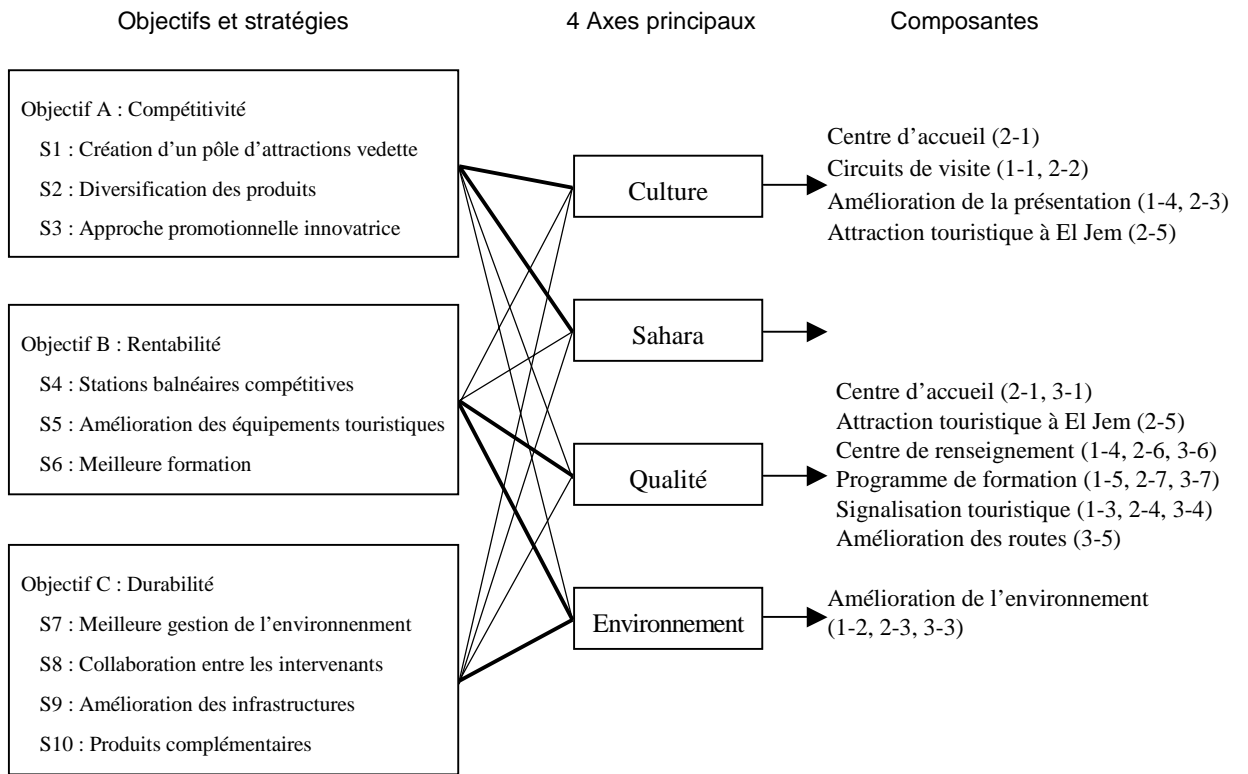 Objectifs et stratégies
4 Axes principaux
Composantes
Objectif A : Compétitivité
S1 : Création d'un pôle d'attractions vedette
S2 : Diversification des produits
S3 : Approche promotionnelle innovatrice
Objectif B : Rentabilité
S4 : Stations balnéaires compétitives
S5 : Amélioration des équipements touristiques
S6 : Meilleure formation
Objectif C : Durabilité
S7 : Meilleure gestion de l'environnenment
S8 : Collaboration entre les intervenants
S9 : Amélioration des infrastructures
S10 : Produits complémentaires
Culture
Sahara
Qualité
Environnement
Centre d'accueil (2-1)
Circuits de visite (1-1, 2-2)
Amélioration de la présentation (1-4, 2-3)
Attraction touristique à El Jem (2-5)
Centre d'accueil (2-1, 3-1)
Attraction touristique à El Jem (2-5)
Centre de renseignement (1-4, 2-6, 3-6)
Programme de formation (1-5, 2-7, 3-7)
Signalisation touristique (1-3, 2-4, 3-4)
Amélioration des routes (3-5)
Amélioration de l'environnement
(1-2, 2-3, 3-3)